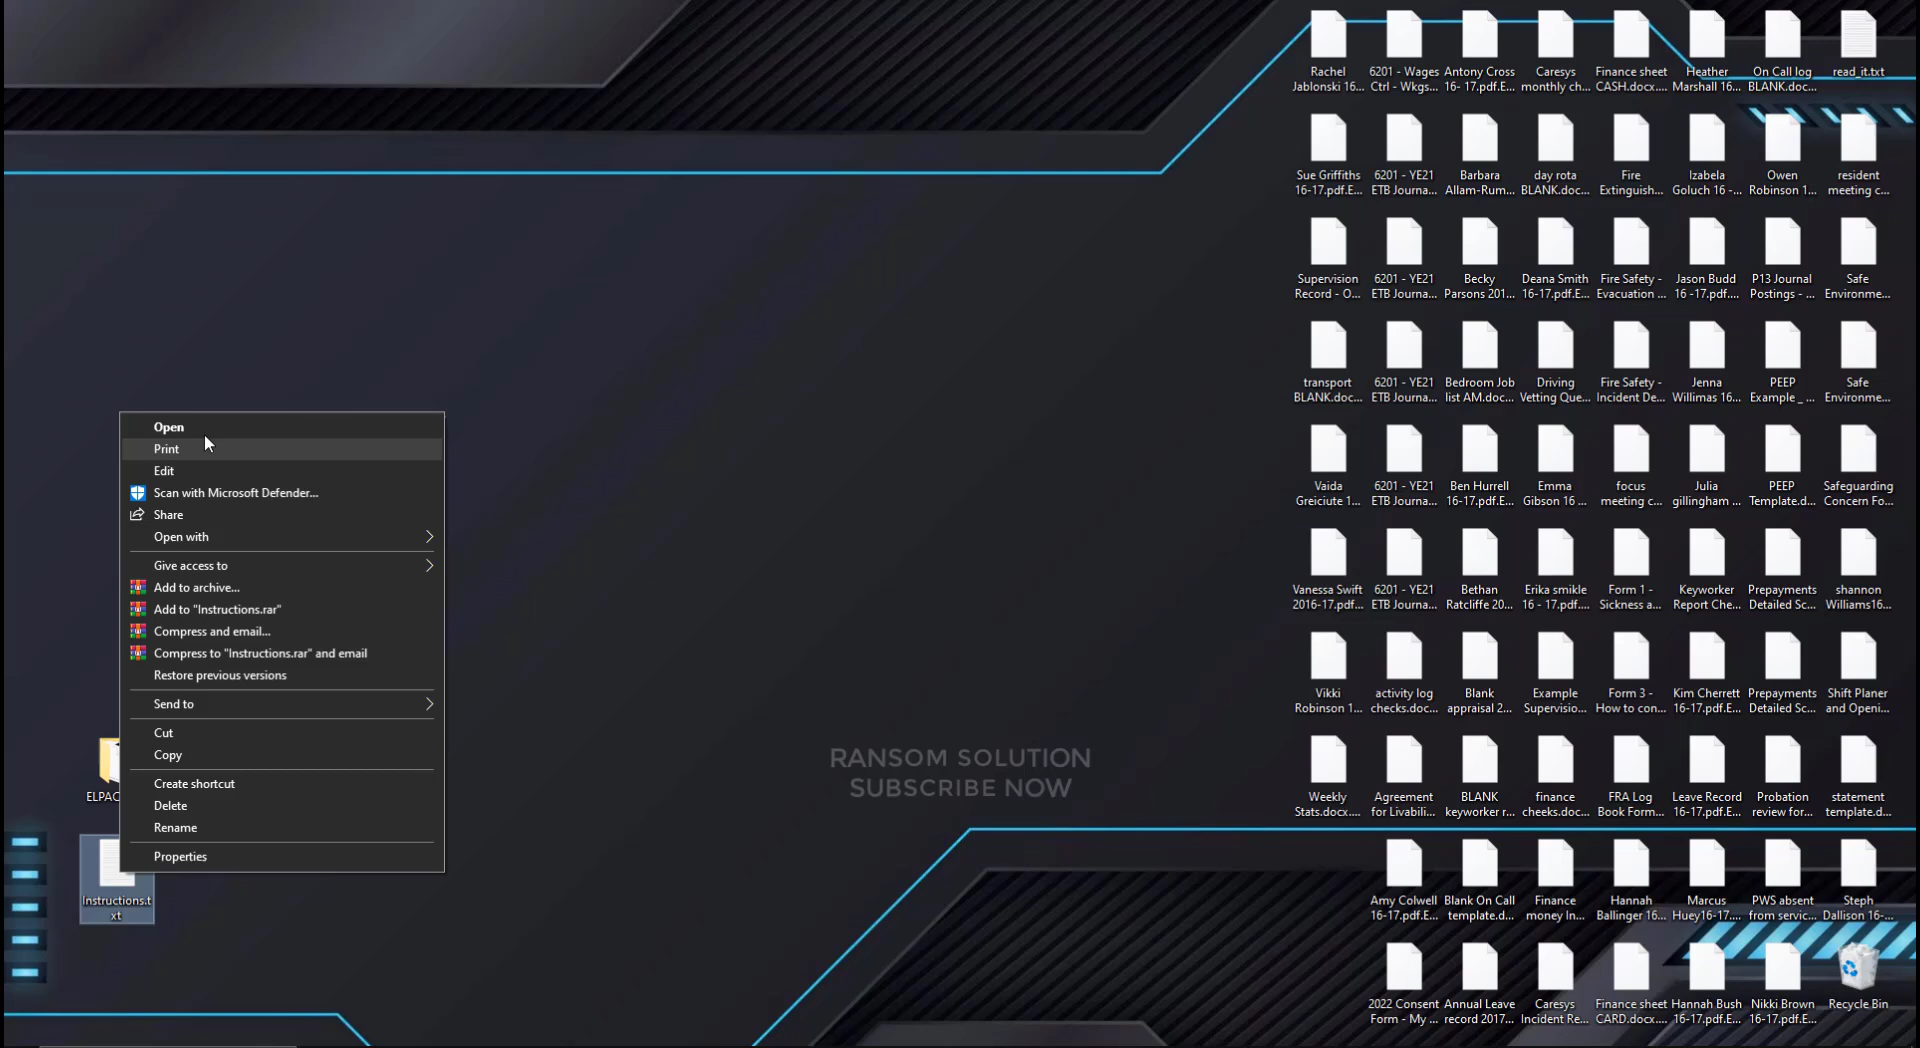 Rachel
Jablonski 16...
6201 - Wages
Ctrl - Wkgs...
Antony Cross
16- 17.pdf.E...
Caresys
monthly ch...
Finance sheet
CASH.docx....
Heather
Marshall 16...
On Call log
BLANK.doc...
read_it.txt
Sue Griffiths
16-17.pdf.E...
6201 - YE21
ETB Journa...
Barbara
Allam-Rum...
day rota
BLANK.doc...
Fire
Extinguish...
Izabela
Goluch 16 -...
Owen
Robinson 1...
resident
meeting c...
Supervision
Record - O...
6201 - YE21
ETB Journa...
Becky
Parsons 201...
Deana Smith
16-17.pdf.E...
Fire Safety -
Evacuation ...
Jason Budd
16 -17.pdf....
P13 Journal
Postings - ...
Safe
Environme...
transport
BLANK.doc...
6201 - YE21
ETB Journa...
Bedroom Job
list AM.doc...
Driving
Vetting Que...
Fire Safety -
Incident De...
Jenna
Willimas 16...
PEEP
Example _ ...
Safe
Environme...
Vaida
Greiciute 1...
6201 - YE21
ETB Journa...
Ben Hurrell
16-17.pdf.E...
Emma
Gibson 16 ...
focus
meeting c...
Julia
gillingham ...
PEEP
Template.d...
Safeguarding
Concern Fo...
Vanessa Swift
2016-17.pdf...
6201 - YE21
ETB Journa...
Bethan
Ratcliffe 20...
Erika smikle
16 - 17.pdf....
Form 1 -
Sickness a...
Keyworker
Report Che...
Prepayments
Detailed Sc...
shannon
Williams16...
Vikki
Robinson 1...
activity log
checks.doc...
Blank
appraisal 2...
Example
Supervisio...
Form 3 -
How to con...
Kim Cherrett
16-17.pdf.E...
Prepayments
Detailed Sc...
Shift Planer
and Openi...
Weekly
Stats.docx....
Agreement
for Livabili...
BLANK
keyworker r...
finance
cheeks.doc...
FRA Log
Book Form...
Leave Record
16-17.pdf.E...
Probation
review for...
statement
template.d...
Amy Colwell
16-17.pdf.E...
Blank On Call
template.d...
Finance
money In...
Hannah
Ballinger 16...
Marcus
Huey16-17....
PWS absent
from servic...
Steph
Dallison 16-...
2022 Consent
Form - My ...
Annual Leave
record 2017...
Caresys
Incident Re...
Finance sheet
CARD.docx....
Hannah Bush
16-17.pdf.E...
Nikki Brown
16-17.pdf.E...
Recycle Bin
Open
Print
Edit
Scan with Microsoft Defender...
Share
Open with
Give access to
Add to archive...
Add to "Instructions.rar"
Compress and email...
Compress to "Instructions.rar" and email
Restore previous versions
Send to
Cut
Copy
Create shortcut
Delete
Rename
Properties
ELPAC
Instructions.t
xt
RANSOM SOLUTION
SUBSCRIBE NOW